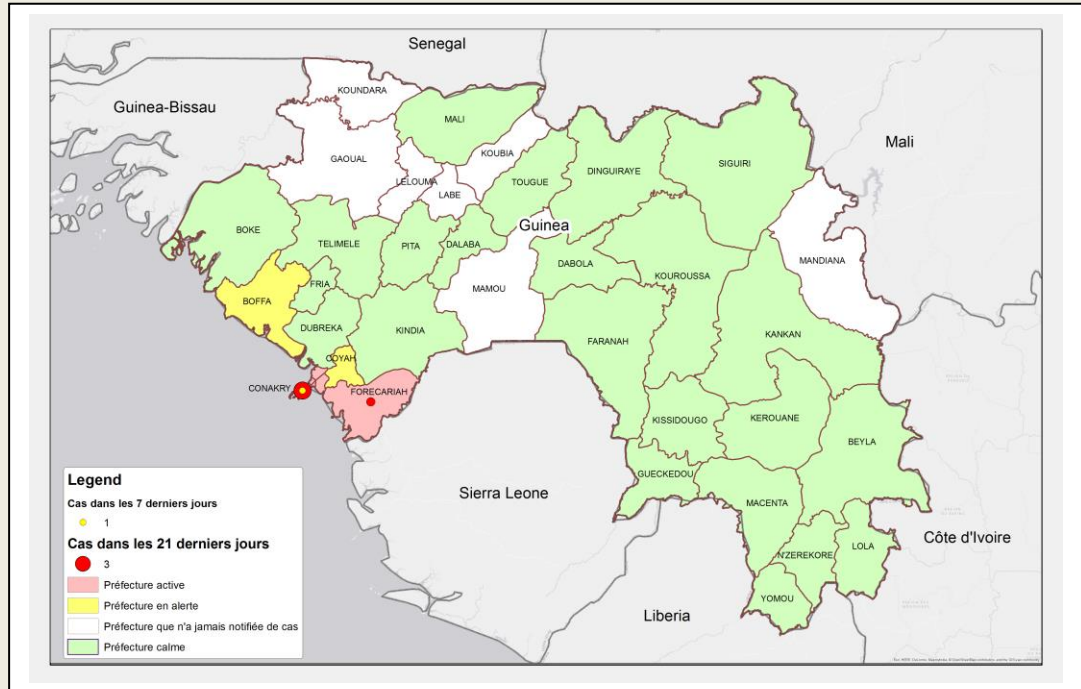 Senegal
KOUNDARA
Guinea-Bissau
MALI
Mali
KOUBIA
SIGUIRI
GAOUAL
DINGUIRAYE
LELOUMA
TOUGUE
LABE
Guinea
BOKE
TELIMELE
PITA
DALABA
MANDIANA
DABOLA
KOUROUSSA
FRIA
MAMOU
BOFFA
DUBREKA
KINDIA
KANKAN
FARANAH
COYAH
CONAKRY
FORECARIAH
KISSIDOUGO
KEROUANE
BEYLA
GUECKEDOU
Sierra Leone
MACENTA
Côte d'Ivoire
N'ZEREKORE
LOLA
YOMOU
Liberia
Legend
Cas dans les 7 derniers jours
1
Cas dans les 21 derniers jours
3
Préfecture active
Préfecture en alerte
Préfecture que n'a jamais notifiée de cas
Préfecture calme